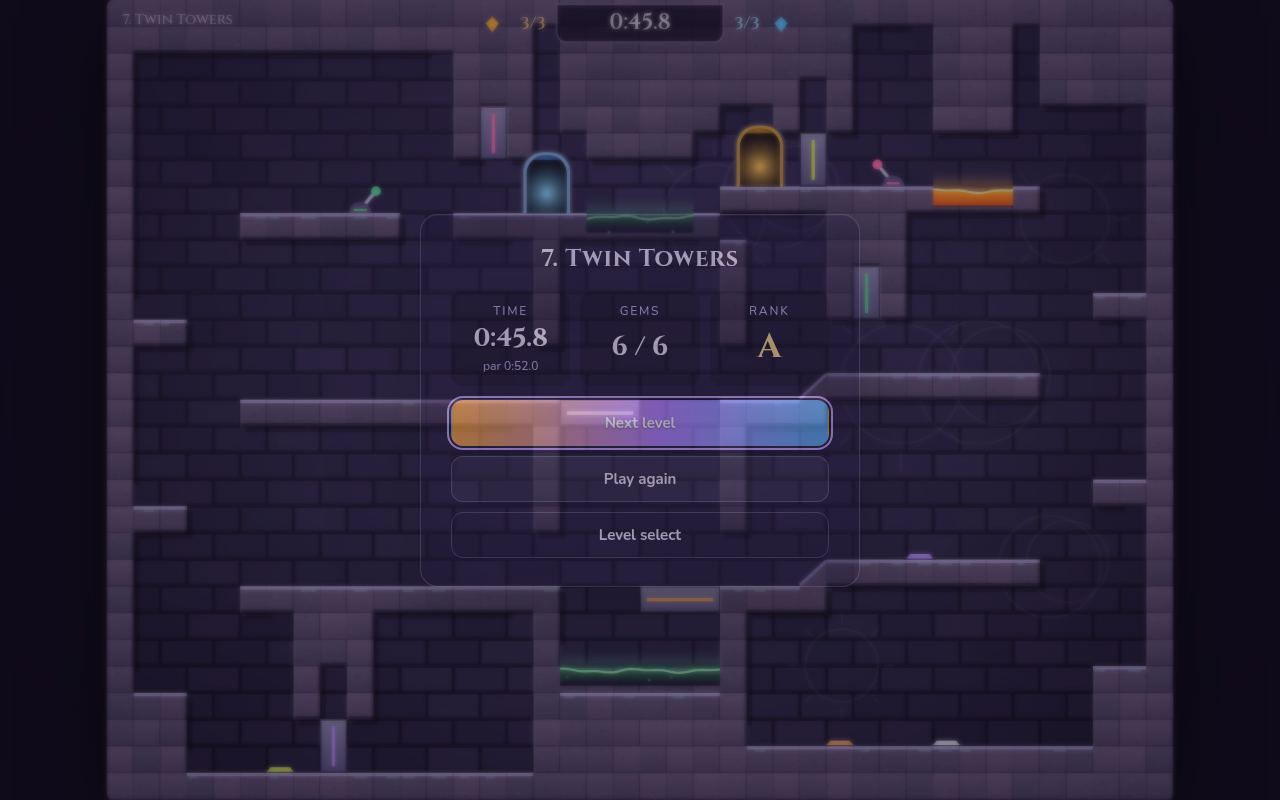 7. Twin Towers
3/3
0:45.8
3/3
7. Twin Towers
TIME
0:45.8
par 0:52.0
GEMS
6 / 6
RANK
A
Next level
Play again
Level select